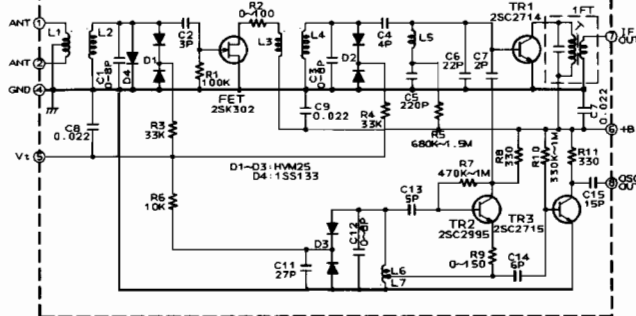 TR1
2SC2714
1FT
R2
0~100
ANT 1
L1
L2
C2
3P
L3
L4
C4
4P
L5
7 IF OUT
ANT 2
C1
0~8P
D4
D1
R1
100K
FET
2SK302
D2
C6
22P
C7
2P
GND 4
C5
220P
0.022
C8
0.022
R3
33K
C9
0.022
R4
33K
R5
680K~1.5M
6 +B
Vt 5
D1~D3:HVM25
D4:1SS133
R7
470K~1M
R8
330
R10
330K~1M
R11
330
8 OSC OUT
R6
10K
C13
5P
TR2
2SC2995
TR3
2SC2715
C15
15P
D3
C12
0~8P
R9
0~150
C14
6P
C11
27P
L6
L7